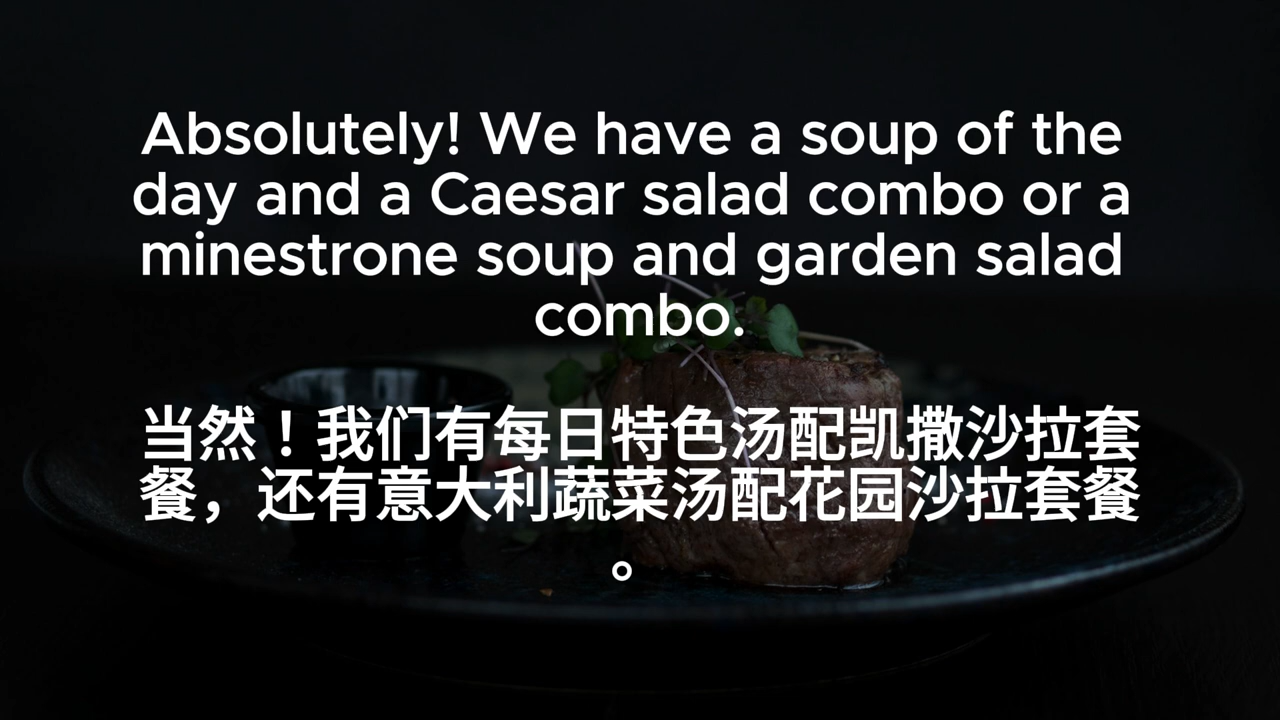 Absolutely! We have a soup of the
day and a Caesar salad combo or a
minestrone soup and garden salad
combo.
当然！我们有每日特色汤配凯撒沙拉套
餐，还有意大利蔬菜汤配花园沙拉套餐
。